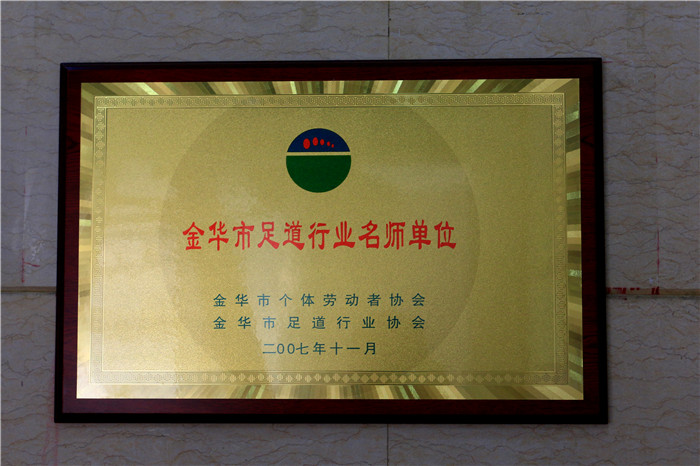 金华市足道行业名师单位
金华市个体劳动者协会
金华市足道行业协会
二00七年十一月